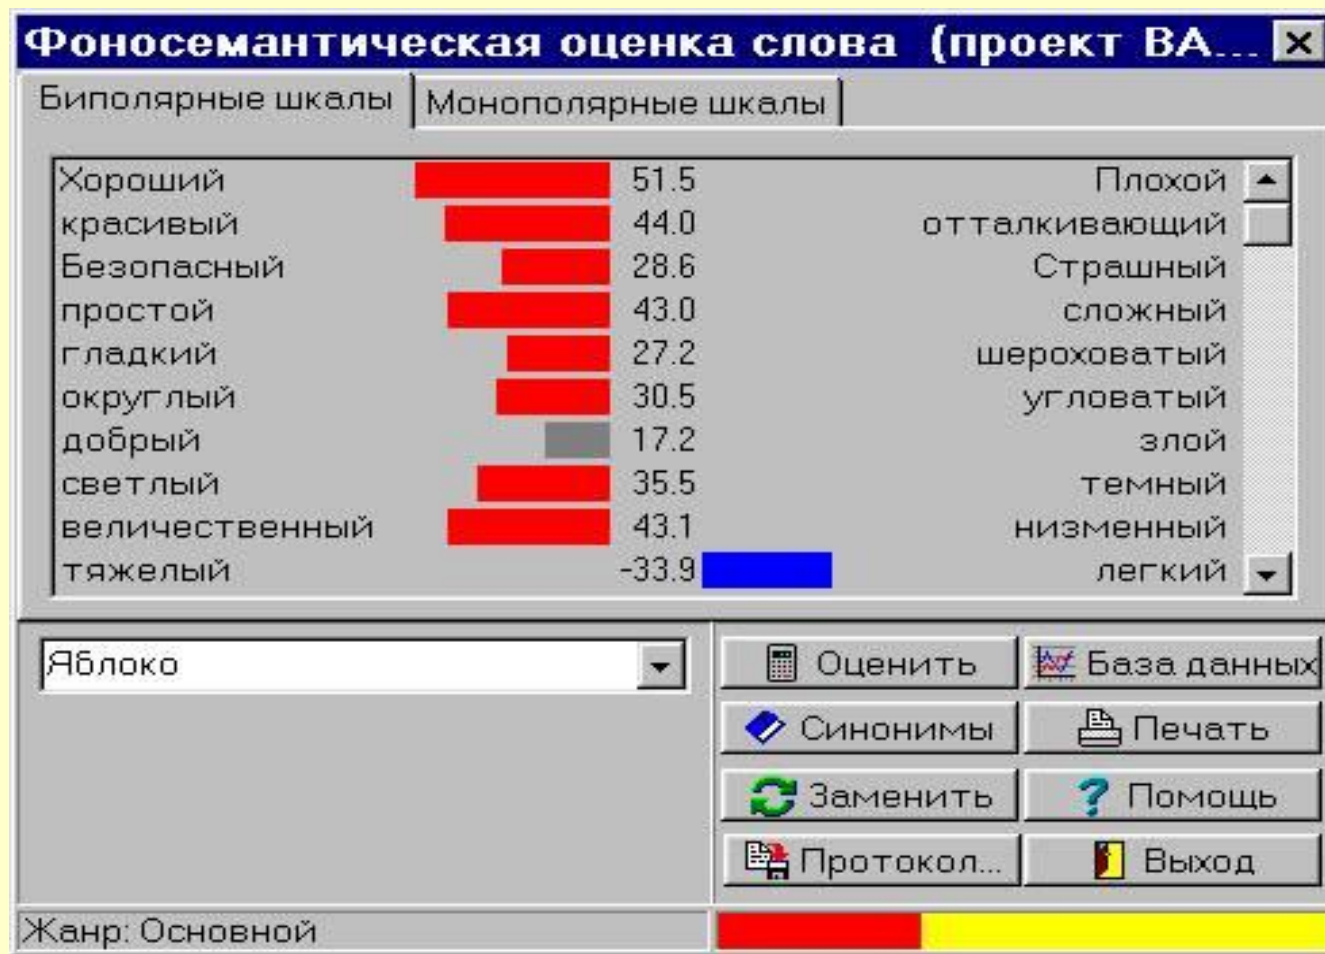 Фоносемантическая оценка слова (проект ВА...
Биполярные шкалы Монополярные шкалы
Хороший 51.5 Плохой
красивый 44.0 отталкивающий
Безопасный 28.6 Страшный
простой 43.0 сложный
гладкий 27.2 шероховатый
округлый 30.5 угловатый
добрый 17.2 злой
светлый 35.5 темный
величественный 43.1 низменный
тяжелый -33.9 легкий
Яблоко
Оценить База данных
Синонимы Печать
Заменить Помощь
Протокол... Выход
Жанр: Основной